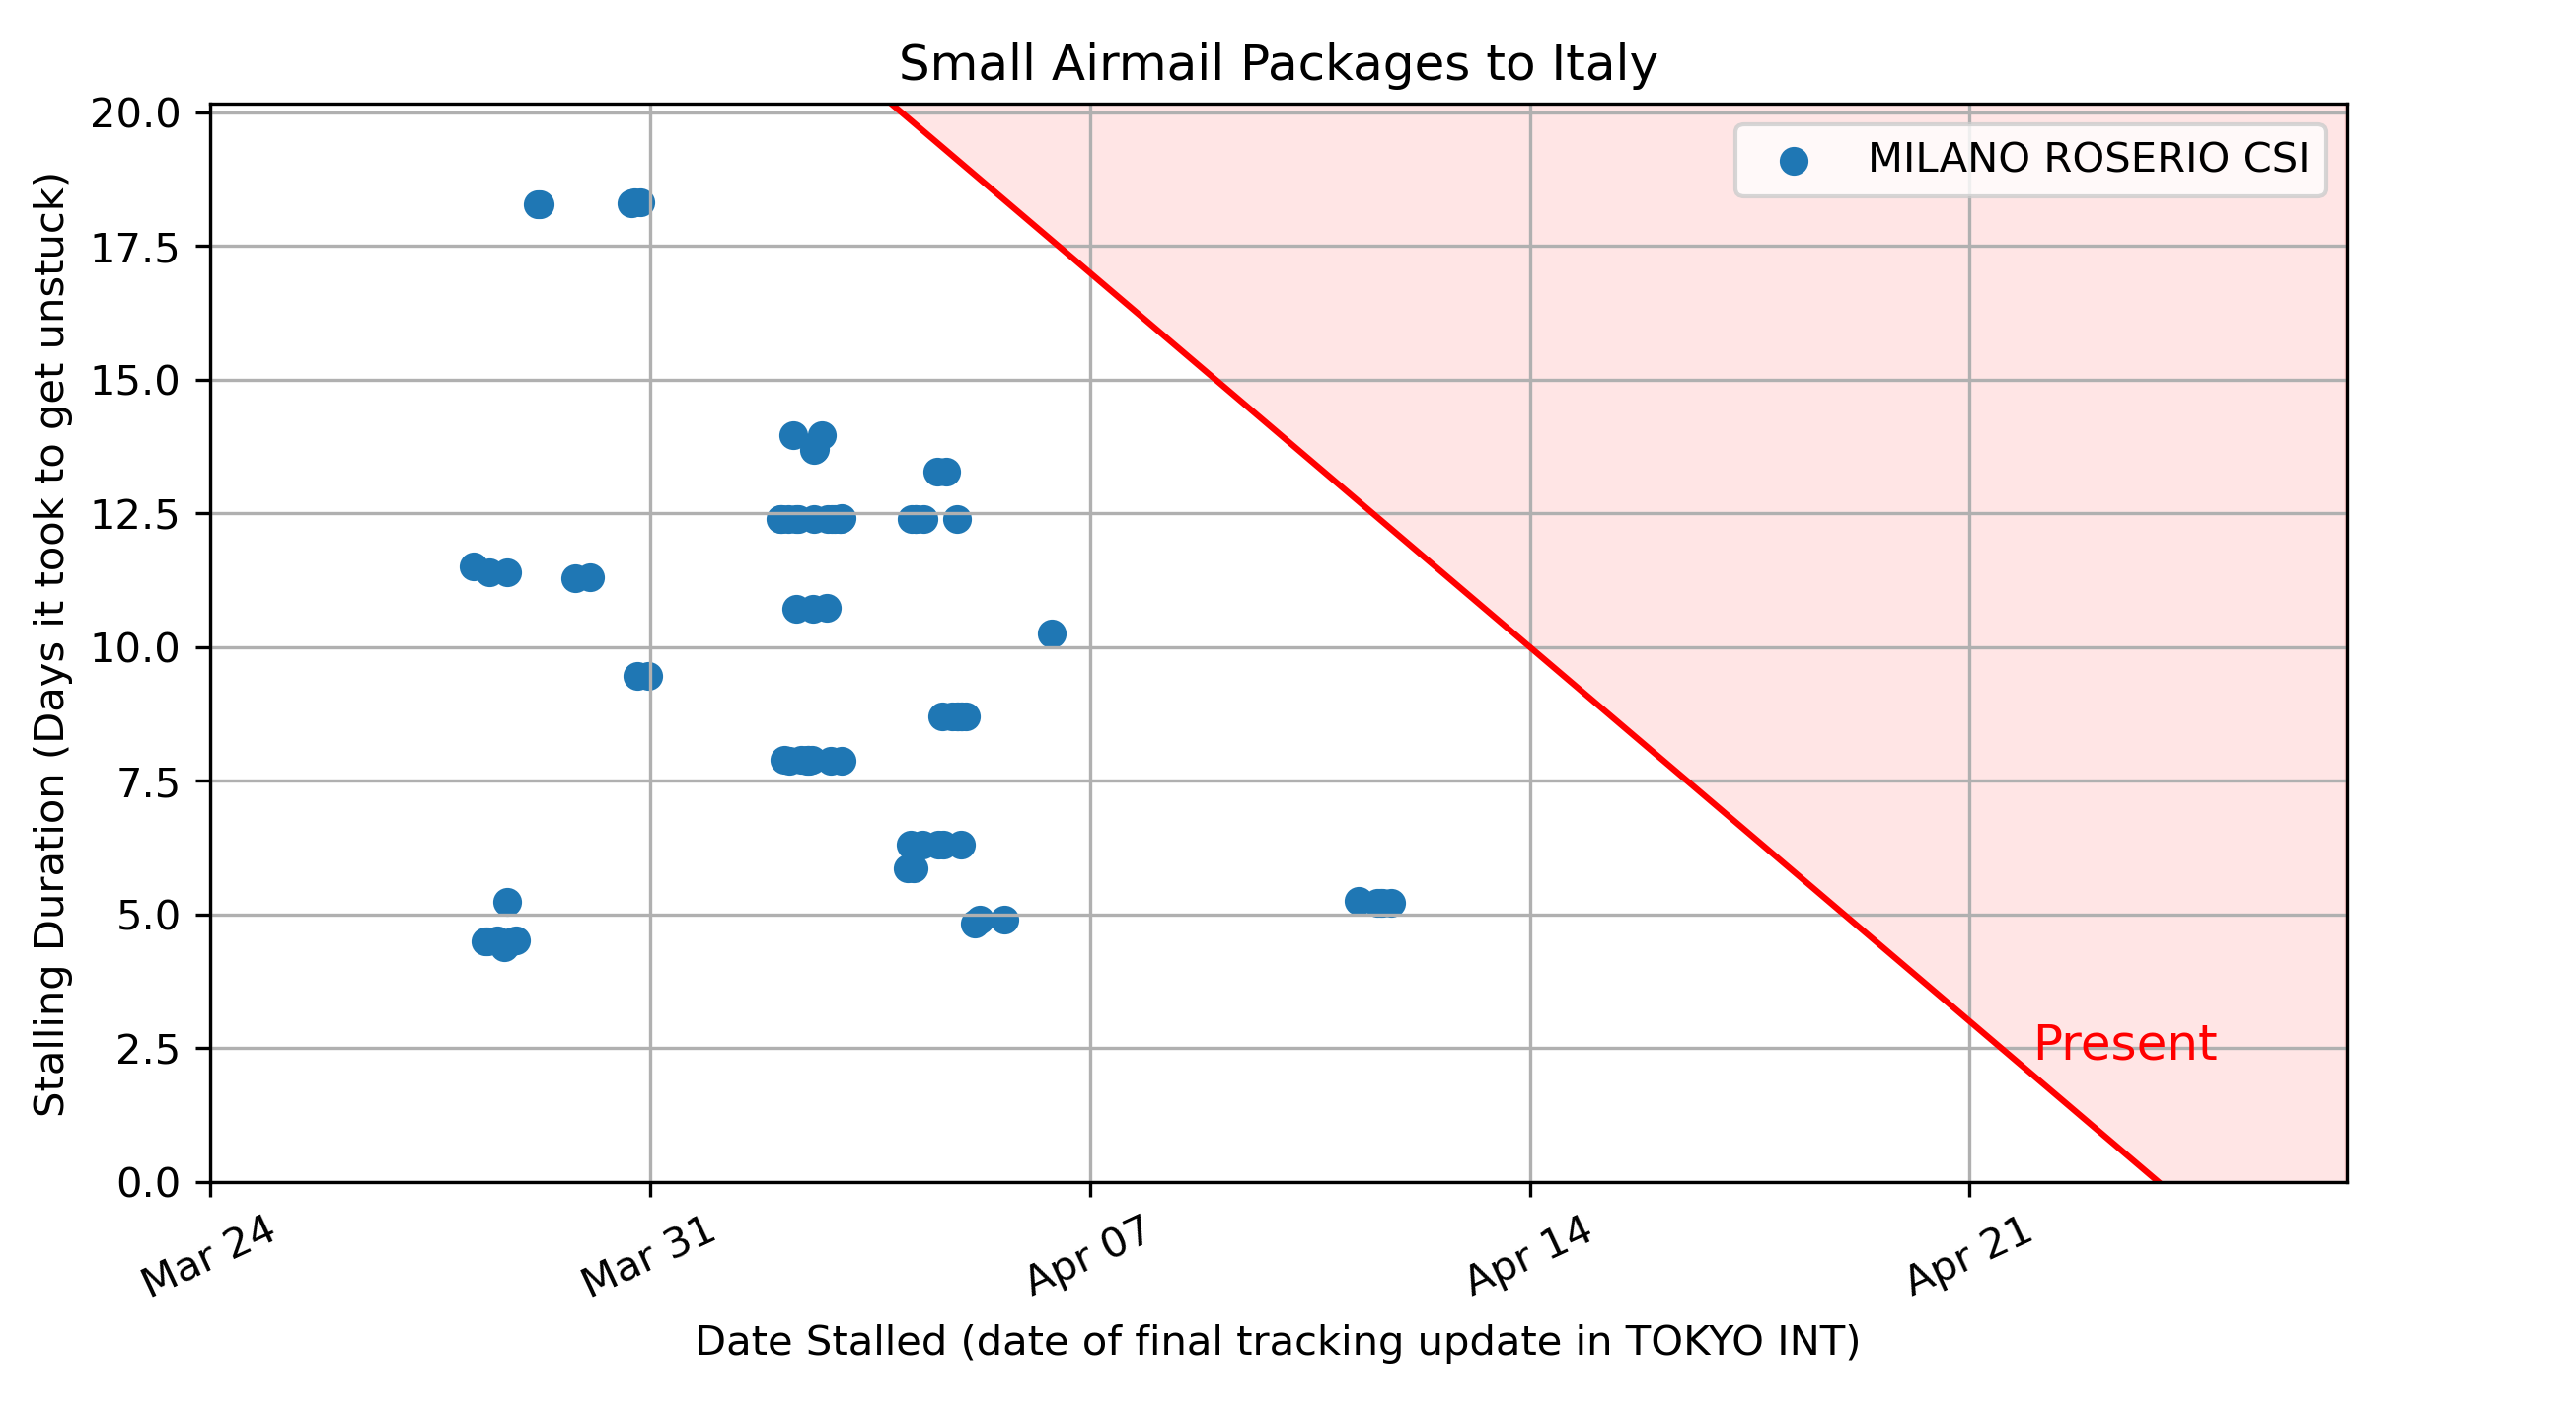 Small Airmail Packages to Italy
MILANO ROSERIO CSI
Stalling Duration (Days it took to get unstuck)
20.0
17.5
15.0
12.5
10.0
7.5
5.0
2.5
0.0
Present
Mar 24
Mar 31
Apr 07
Apr 14
Apr 21
Date Stalled (date of final tracking update in TOKYO INT)